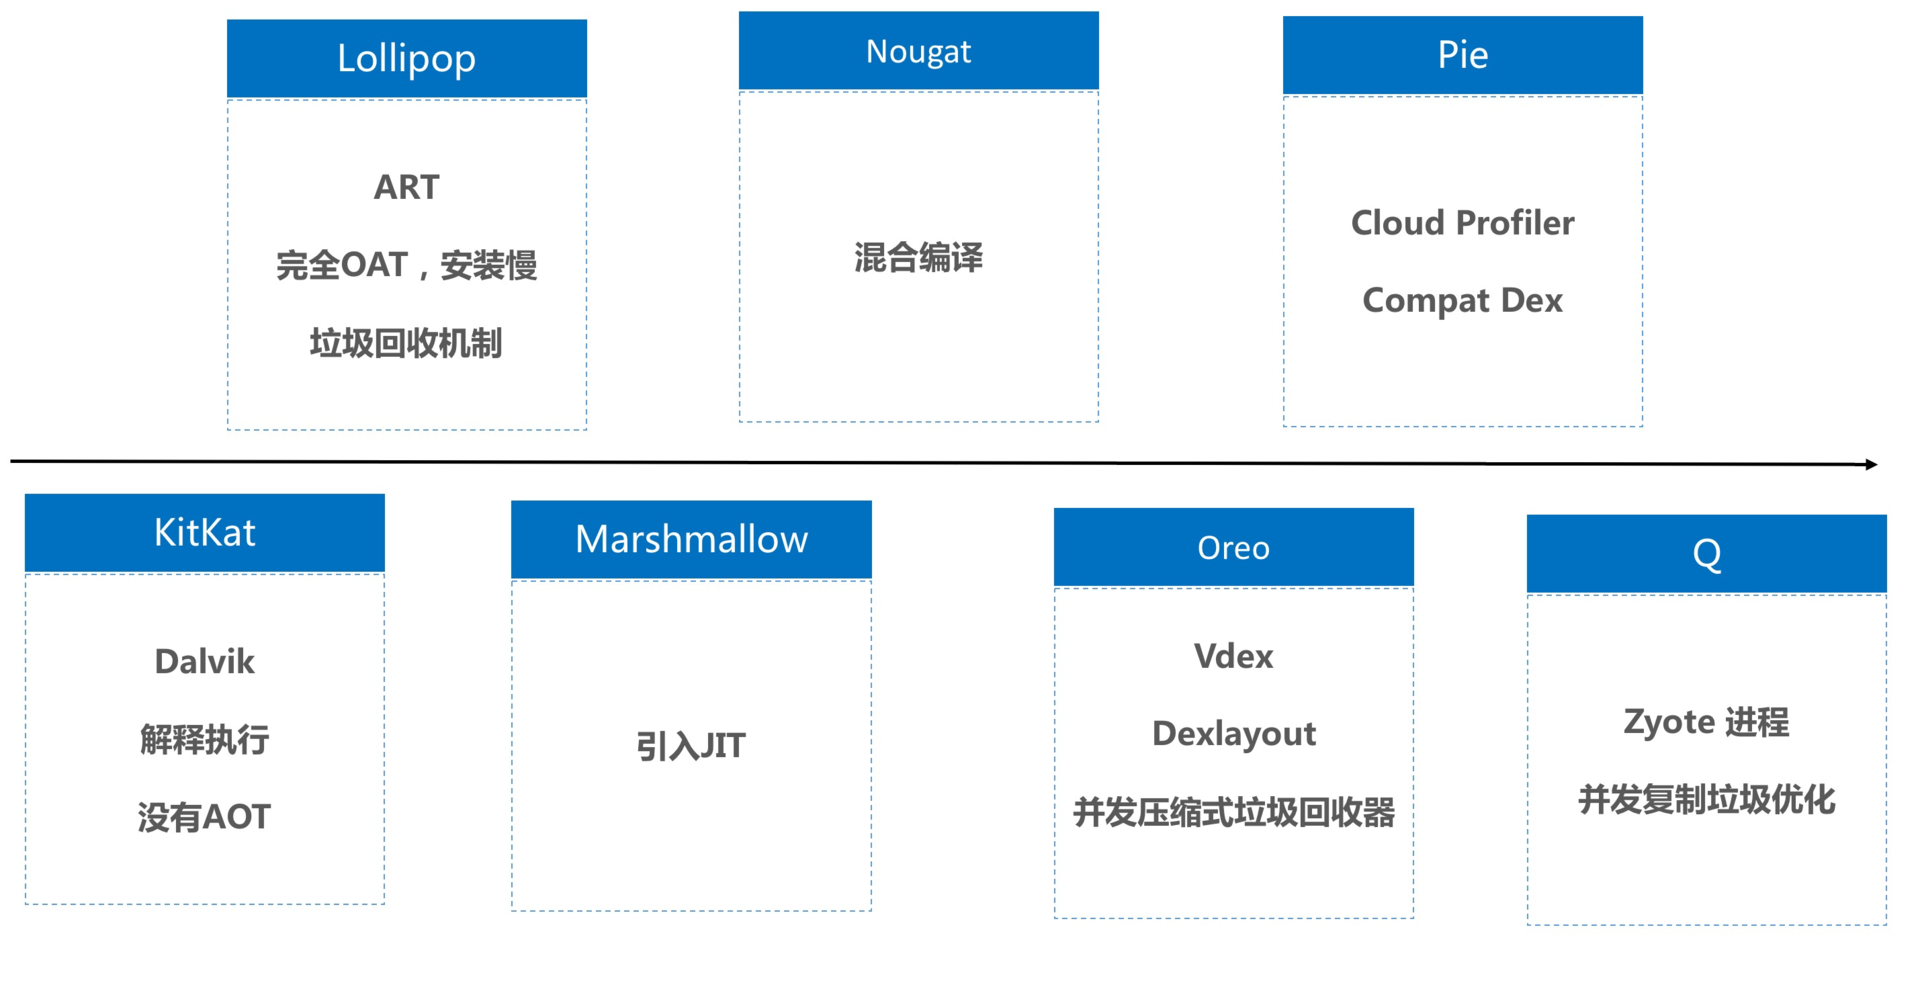 Lollipop
ART
完全OAT，安装慢
垃圾回收机制
Nougat
混合编译
Pie
Cloud Profiler
Compat Dex
KitKat
Dalvik
解释执行
没有AOT
Marshmallow
引入JIT
Oreo
Vdex
Dexlayout
并发压缩式垃圾回收器
Q
Zyote 进程
并发复制垃圾优化